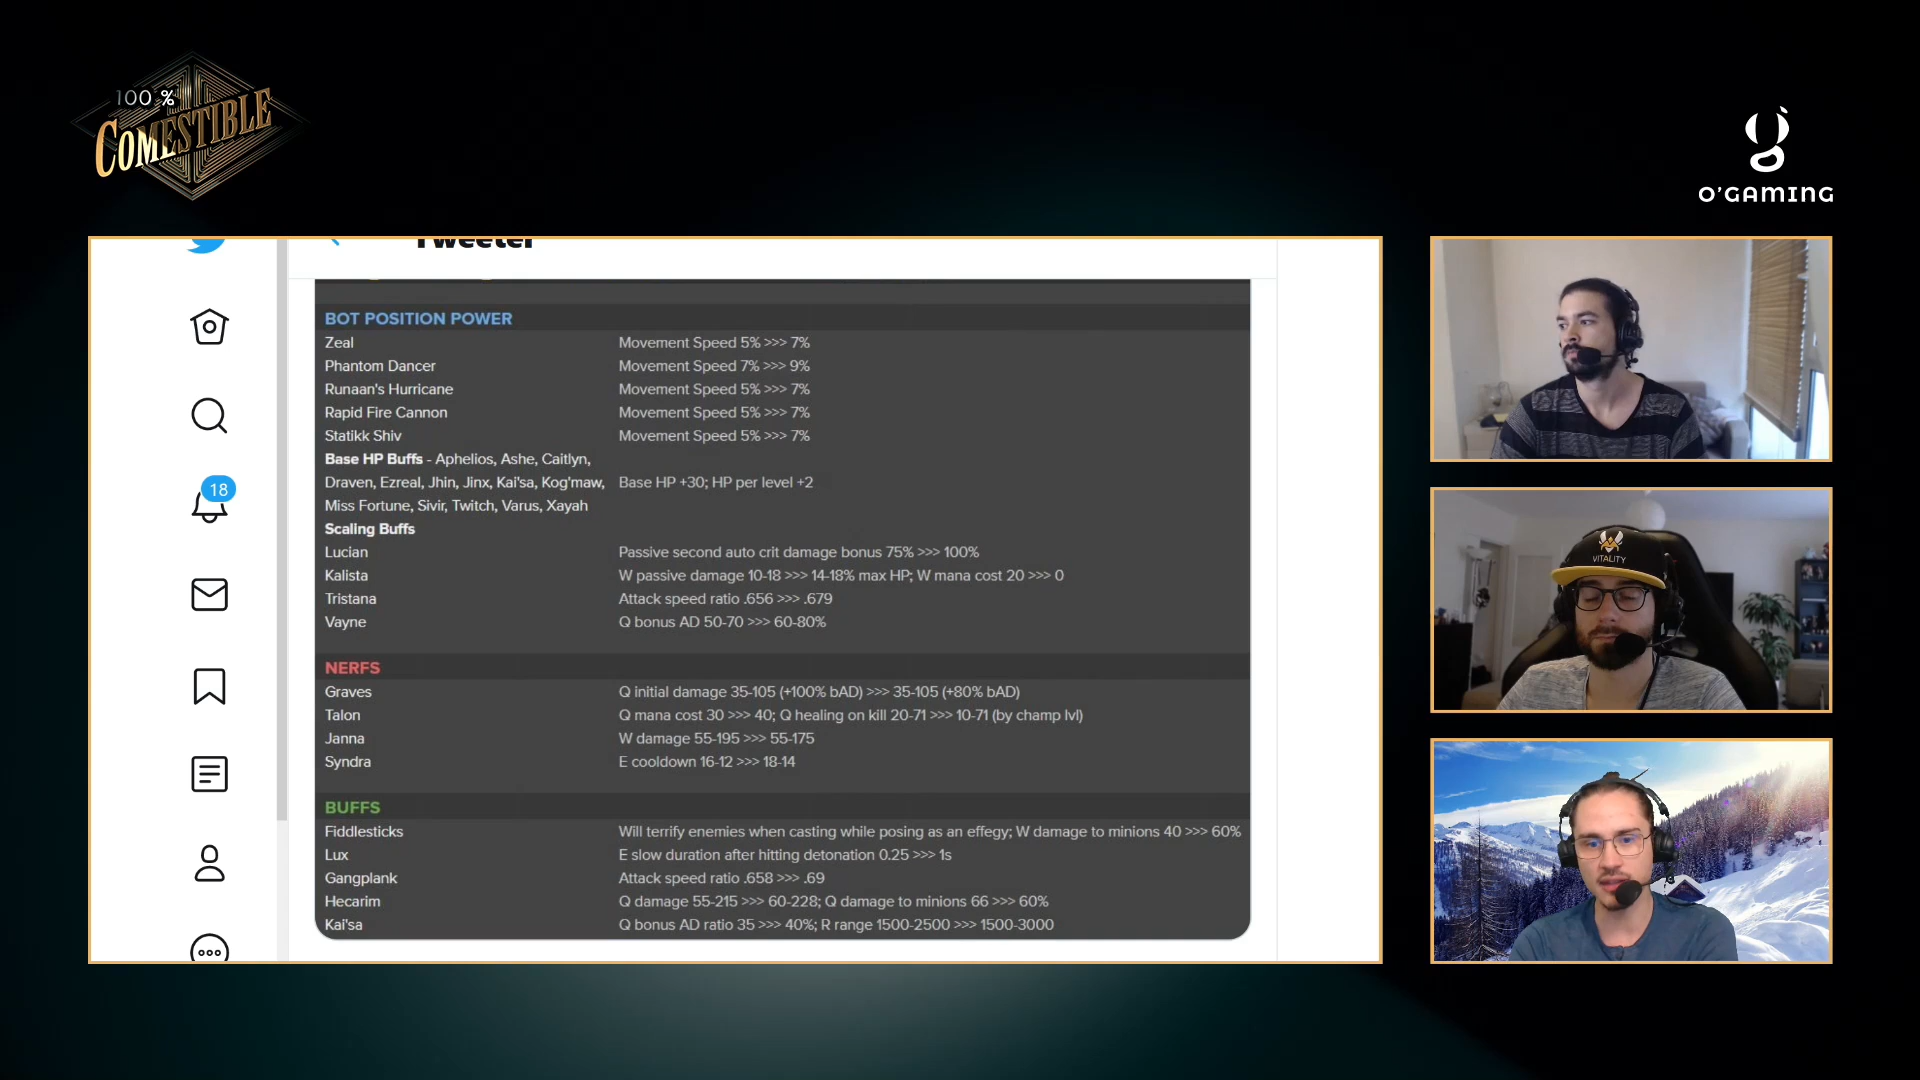 100 %
COMESTIBLE
O'GAMING
Tweeter
18
BOT POSITION POWER
Zeal Movement Speed 5% >>> 7%
Phantom Dancer Movement Speed 7% >>> 9%
Runaan's Hurricane Movement Speed 5% >>> 7%
Rapid Fire Cannon Movement Speed 5% >>> 7%
Statikk Shiv Movement Speed 5% >>> 7%
Base HP Buffs - Aphelios, Ashe, Caitlyn,
Draven, Ezreal, Jhin, Jinx, Kai'sa, Kog'maw, Base HP +30; HP per level +2
Miss Fortune, Sivir, Twitch, Varus, Xayah
Scaling Buffs
Lucian Passive second auto crit damage bonus 75% >>> 100%
Kalista W passive damage 10-18 >>> 14-18% max HP; W mana cost 20 >>> 0
Tristana Attack speed ratio .656 >>> .679
Vayne Q bonus AD 50-70 >>> 60-80%
NERFS
Graves Q initial damage 35-105 (+100% bAD) >>> 35-105 (+80% bAD)
Talon Q mana cost 30 >>> 40; Q healing on kill 20-71 >>> 10-71 (by champ lvl)
Janna W damage 55-195 >>> 55-175
Syndra E cooldown 16-12 >>> 18-14
BUFFS
Fiddlesticks Will terrify enemies when casting while posing as an effegy; W damage to minions 40 >>> 60%
Lux E slow duration after hitting detonation 0.25 >>> 1s
Gangplank Attack speed ratio .658 >>> .69
Hecarim Q damage 55-215 >>> 60-228; Q damage to minions 66 >>> 60%
Kai'sa Q bonus AD ratio 35 >>> 40%; R range 1500-2500 >>> 1500-3000
VITALITY